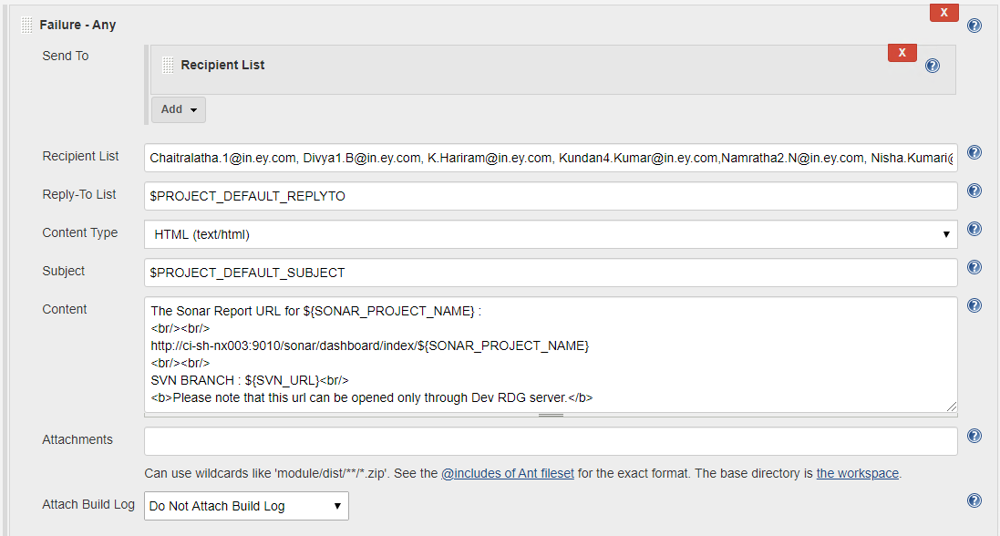 Failure - Any
X
Send To
Recipient List
X
Add
Recipient List
Chaitralatha.1@in.ey.com, Divya1.B@in.ey.com, K.Hariram@in.ey.com, Kundan4.Kumar@in.ey.com,Namratha2.N@in.ey.com, Nisha.Kumari@
Reply-To List
$PROJECT_DEFAULT_REPLYTO
Content Type
HTML (text/html)
Subject
$PROJECT_DEFAULT_SUBJECT
Content
The Sonar Report URL for ${SONAR_PROJECT_NAME} :
<br/><br/>
http://ci-sh-nx003:9010/sonar/dashboard/index/${SONAR_PROJECT_NAME}
<br/><br/>
SVN BRANCH : ${SVN_URL}<br/>
<b>Please note that this url can be opened only through Dev RDG server.</b>
Attachments
Can use wildcards like 'module/dist/**/*.zip'. See the @includes of Ant fileset for the exact format. The base directory is the workspace.
Attach Build Log
Do Not Attach Build Log